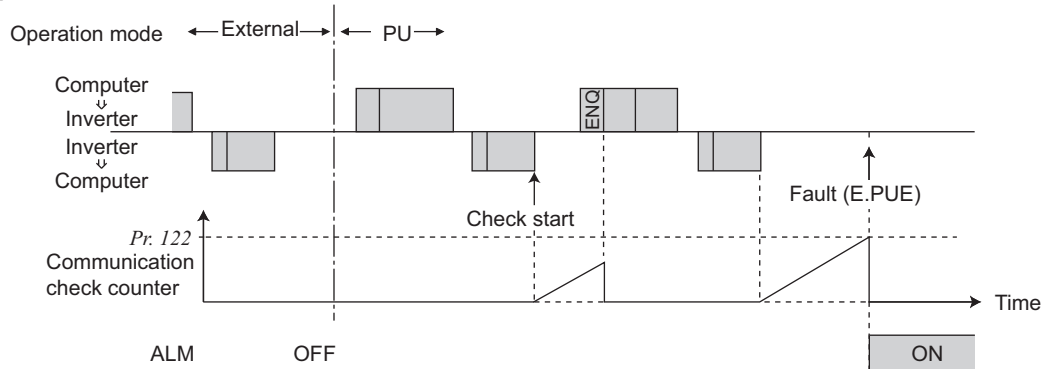 Operation mode
External
PU
Computer
⇓
Inverter
Inverter
⇓
Computer
ENQ
Fault (E.PUE)
Check start
Pr. 122
Communication
check counter
Time
ALM
OFF
ON